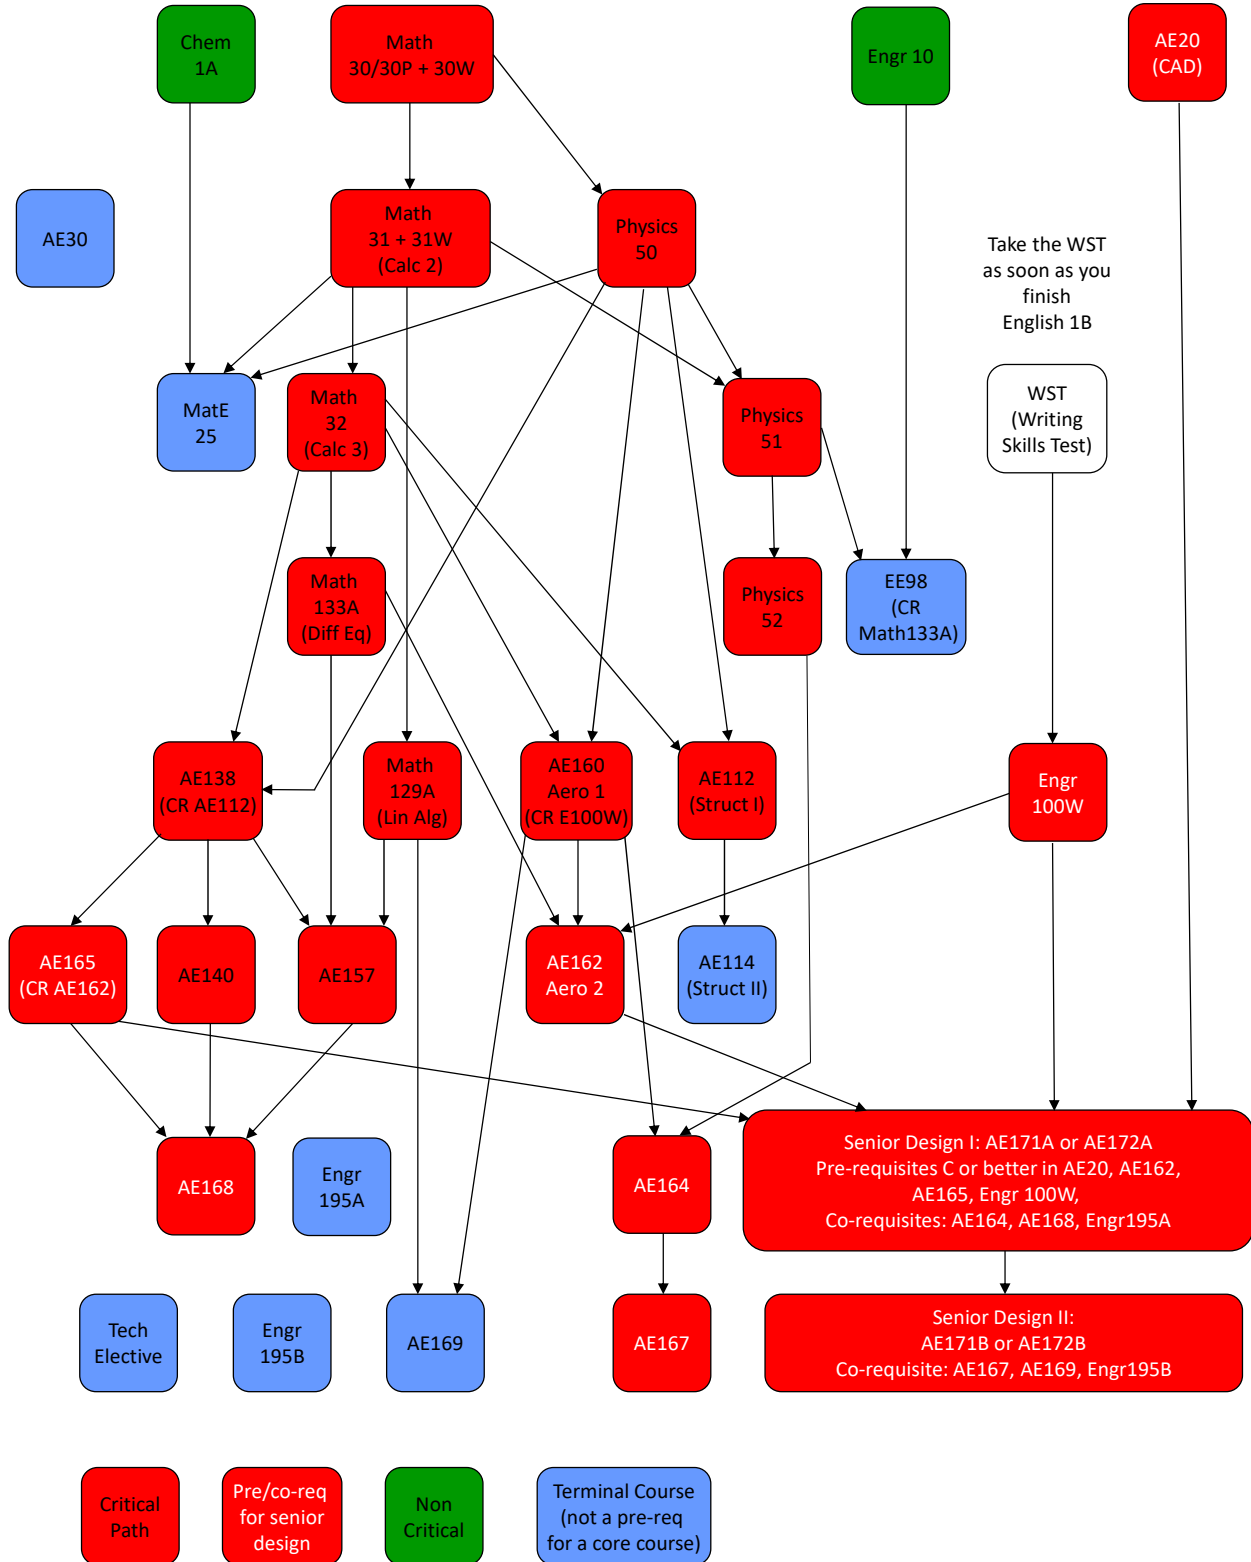 Chem
1A
Math
30/30P + 30W
Engr 10
AE20
(CAD)
AE30
Math
31 + 31W
(Calc 2)
Physics
50
Take the WST
as soon as you
finish
English 1B
MatE
25
Math
32
(Calc 3)
Physics
51
WST
(Writing
Skills Test)
Math
133A
(Diff Eq)
Physics
52
EE98
(CR
Math133A)
AE138
(CR AE112)
Math
129A
(Lin Alg)
AE160
Aero 1
(CR E100W)
AE112
(Struct I)
Engr
100W
AE165
(CR AE162)
AE140
AE157
AE162
Aero 2
AE114
(Struct II)
AE168
Engr
195A
AE164
Senior Design I: AE171A or AE172A
Pre-requisites C or better in AE20, AE162,
AE165, Engr 100W,
Co-requisites: AE164, AE168, Engr195A
Tech
Elective
Engr
195B
AE169
AE167
Senior Design II:
AE171B or AE172B
Co-requisite: AE167, AE169, Engr195B
Critical
Path
Pre/co-req
for senior
design
Non
Critical
Terminal Course
(not a pre-req
for a core course)